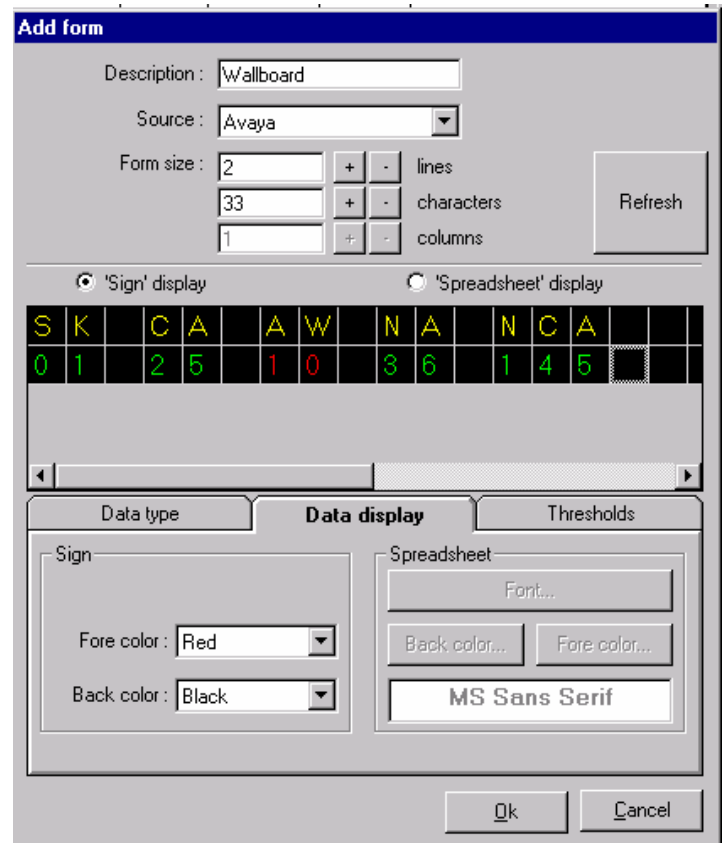 Add form
Description : Wallboard
Source : Avaya
Form size : 2 + - lines
33 + - characters
1 + - columns
Refresh
'Sign' display 'Spreadsheet' display
S K C A A W N A N C A
0 1 2 5 1 0 3 6 1 4 5
Data type Data display Thresholds
Sign Spreadsheet
Font...
Fore color : Red Back color... Fore color...
Back color : Black MS Sans Serif
Ok Cancel